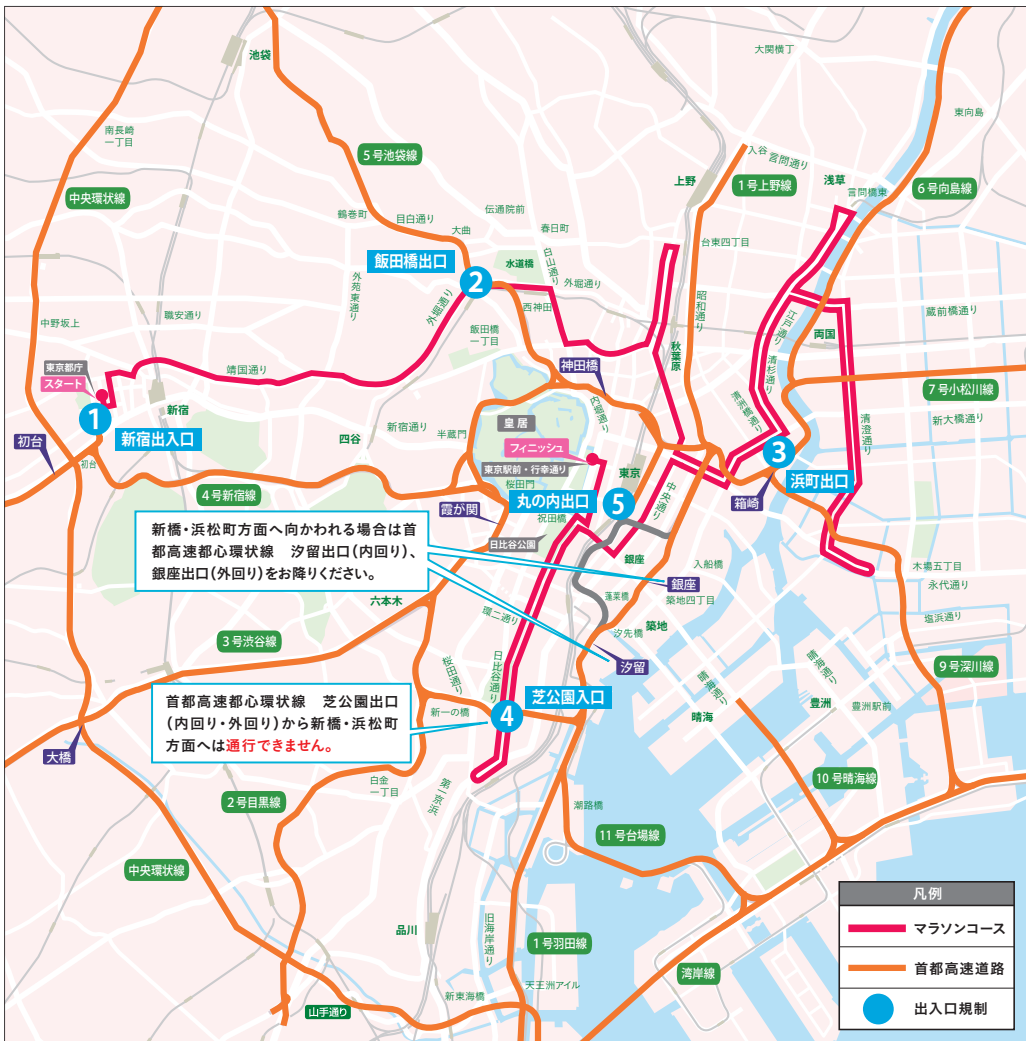 池袋
大関横丁
東向島
南長崎
一丁目
5号池袋線
入谷
言問通り
上野
1号上野線
浅草
言問橋東
6号向島線
中央環状線
鶴巻町
目白通り
伝通院前
大曲
春日町
白山通り
台東四丁目
飯田橋出口
2
水道橋
外堀通り
外苑東通り
外堀通り
西神田
昭和通り
江戸通り
蔵前橋通り
中野坂上
職安通り
飯田橋
一丁目
両国
秋葉原
清杉通り
東京都庁
スタート
靖国通り
神田橋
7号小松川線
1
新宿
新宿出入口
新宿通り
四谷
半蔵門
皇居
内堀通り
清洲橋通り
清澄通り
新大橋通り
初台
初台
フィニッシュ
東京駅前・行幸通り
東京
3
浜町出口
4号新宿線
桜田門
丸の内出口
5
中央通り
箱崎
霞が関
祝田橋
日比谷公園
新橋・浜松町方面へ向かわれる場合は首
都高速都心環状線 汐留出口(内回り)、
銀座出口(外回り)をお降りください。
銀座
入船橋
木場五丁目
永代通り
銀座
六本木
蓬莱橋
築地四丁目
塩浜通り
環二通り
築地
汐先橋
3号渋谷線
汐留
9号深川線
桜田通り
日比谷通り
晴海通り
晴海通り
首都高速都心環状線 芝公園出口
(内回り・外回り)から新橋・浜松町
方面へは通行できません。
芝公園入口
新一の橋
4
晴海
豊洲
豊洲駅前
大橋
白金
一丁目
第一京浜
10号晴海線
2号目黒線
潮路橋
11号台場線
中央環状線
品川
旧海岸通り
1号羽田線
湾岸線
天王洲アイル
新東海橋
山手通り
凡例
マラソンコース
首都高速道路
出入口規制